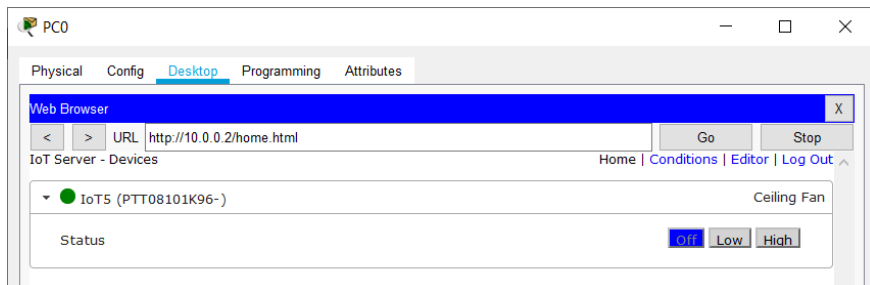 PC0
Physical Config Desktop Programming Attributes
Web Browser X
< > URL http://10.0.0.2/home.html Go Stop
IoT Server - Devices Home | Conditions | Editor | Log Out
IoT5 (PTT08101K96-) Ceiling Fan
Status Off Low High